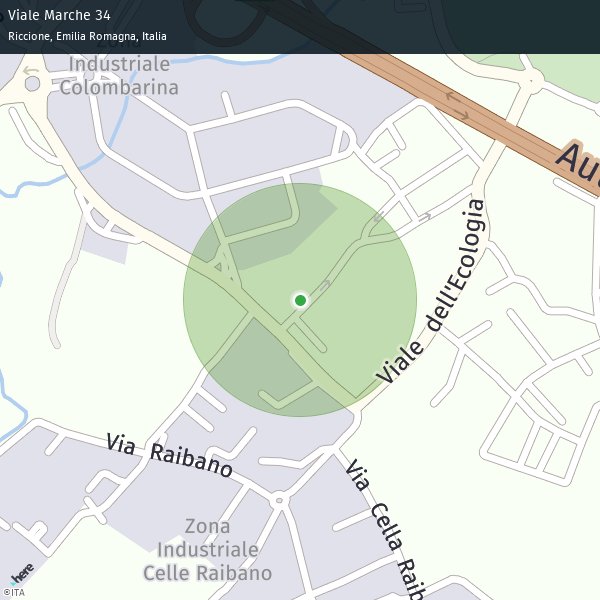 Viale Marche 34
Riccione, Emilia Romagna, Italia
Zona
Industriale
Colombarina
Viale dell'Ecologia
Via Raibano
Via Cella Raib
Zona
Industriale
Celle Raibano
here
©ITA